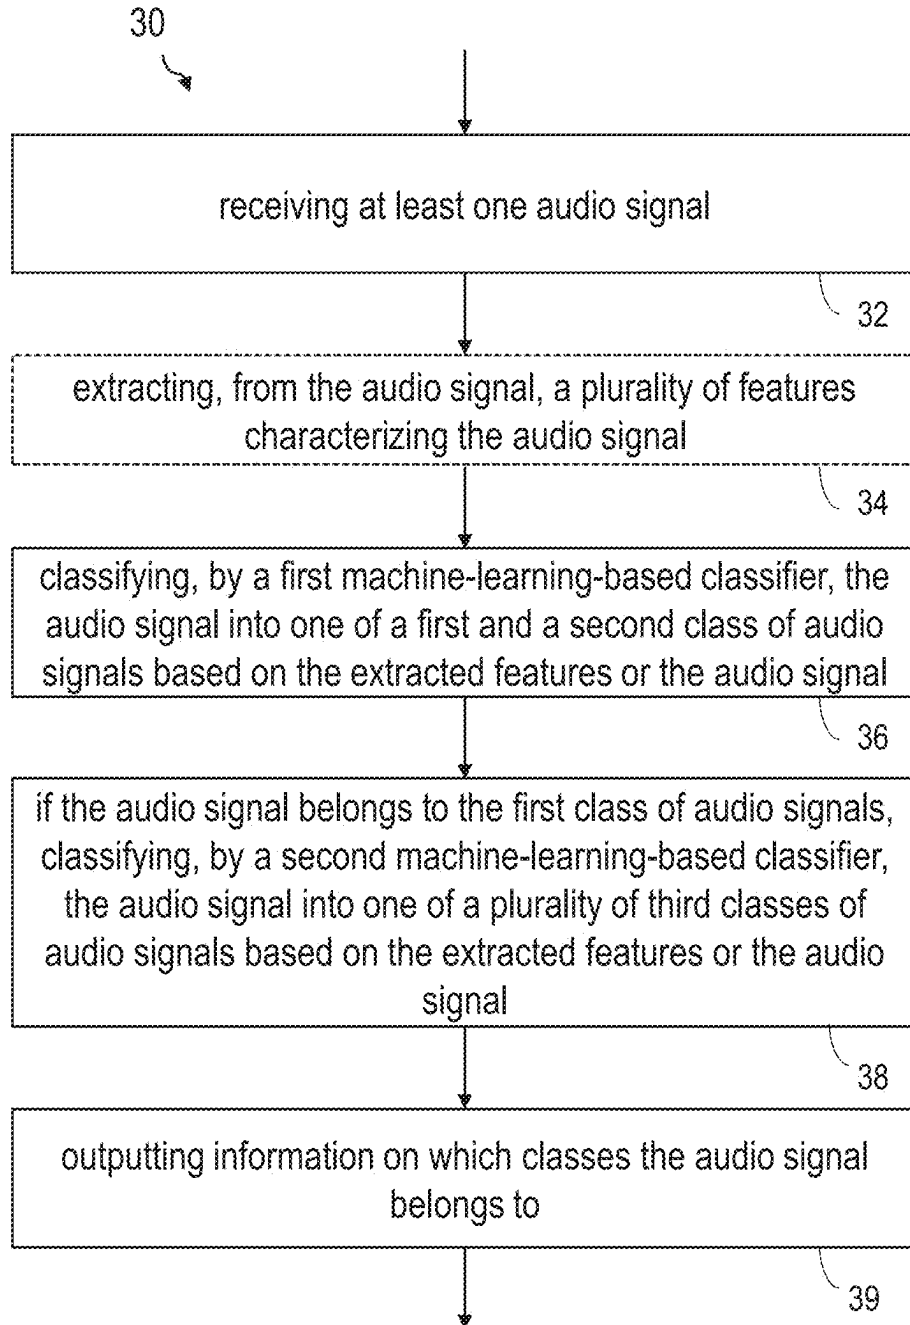 30
receiving at least one audio signal
32
extracting, from the audio signal, a plurality of features
characterizing the audio signal
34
classifying, by a first machine-learning-based classifier, the
audio signal into one of a first and a second class of audio
signals based on the extracted features or the audio signal
36
if the audio signal belongs to the first class of audio signals,
classifying, by a second machine-learning-based classifier,
the audio signal into one of a plurality of third classes of
audio signals based on the extracted features or the audio
signal
38
outputting information on which classes the audio signal
belongs to
39